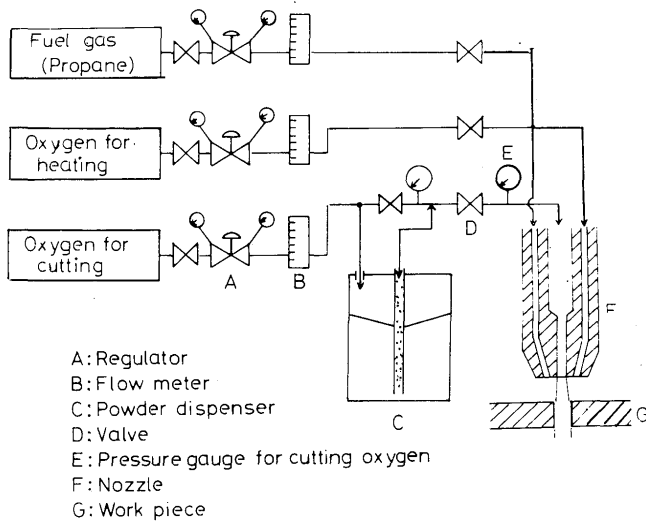 Fuel gas
(Propane)
Oxygen for
heating
Oxygen for
cutting
A
B
C
D
E
F
G
A: Regulator
B: Flow meter
C: Powder dispenser
D: Valve
E: Pressure gauge for cutting oxygen
F: Nozzle
G: Work piece